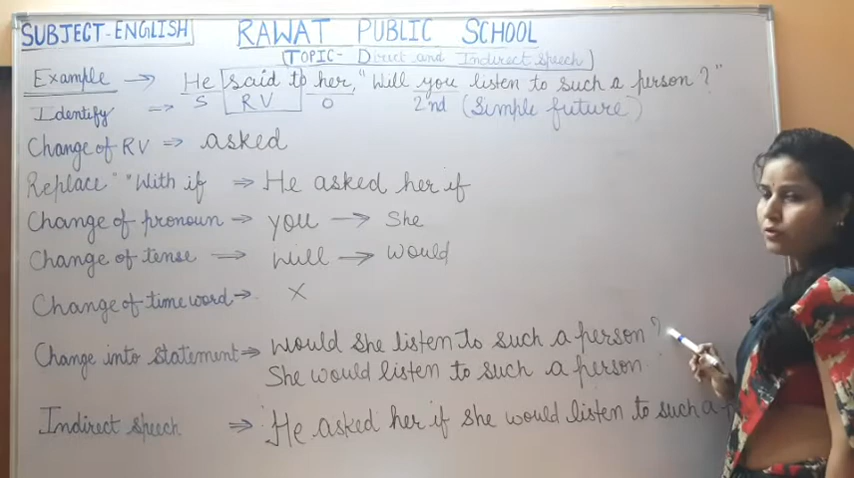 SUBJECT-ENGLISH RAWAT PUBLIC SCHOOL
(TOPIC- Direct and Indirect Speech)
Example → He said to her, "Will you listen to such a person?"
Identify ⇒ S RV O 2nd (Simple future)
Change of RV ⇒ asked
Replace " " With if ⇒ He asked her if
Change of pronoun → you → She
Change of tense → will → would
Change of time word → ×
Change into statement ⇒ would she listen to such a person?
She would listen to such a person.
Indirect speech ⇒ He asked her if she would listen to such a